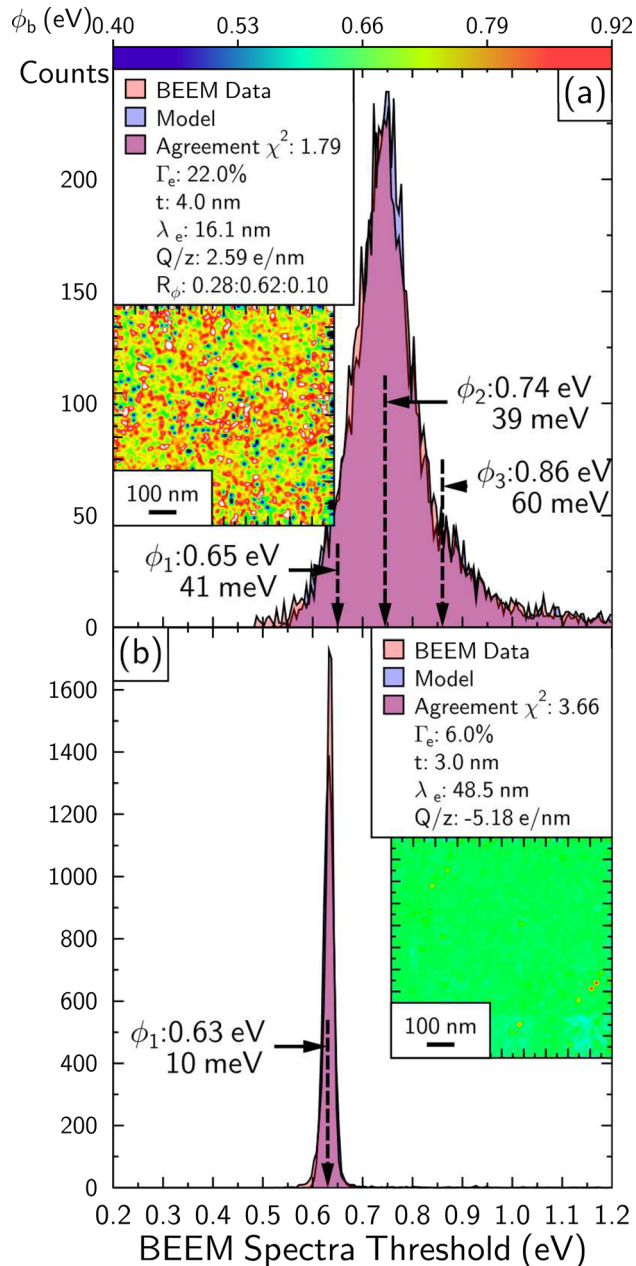 ϕb (eV)
0.40 0.53 0.66 0.79 0.92
Counts
(a)
BEEM Data
Model
Agreement χ²: 1.79
Γe: 22.0%
t: 4.0 nm
λ e: 16.1 nm
Q/z: 2.59 e/nm
Rϕ: 0.28:0.62:0.10
200
150
100
50
0
100 nm
ϕ2:0.74 eV
39 meV
ϕ3:0.86 eV
60 meV
ϕ1:0.65 eV
41 meV
(b)
BEEM Data
Model
Agreement χ²: 3.66
Γe: 6.0%
t: 3.0 nm
λ e: 48.5 nm
Q/z: -5.18 e/nm
1600
1400
1200
1000
800
600
400
200
0
100 nm
ϕ1:0.63 eV
10 meV
0.2 0.3 0.4 0.5 0.6 0.7 0.8 0.9 1.0 1.1 1.2
BEEM Spectra Threshold (eV)